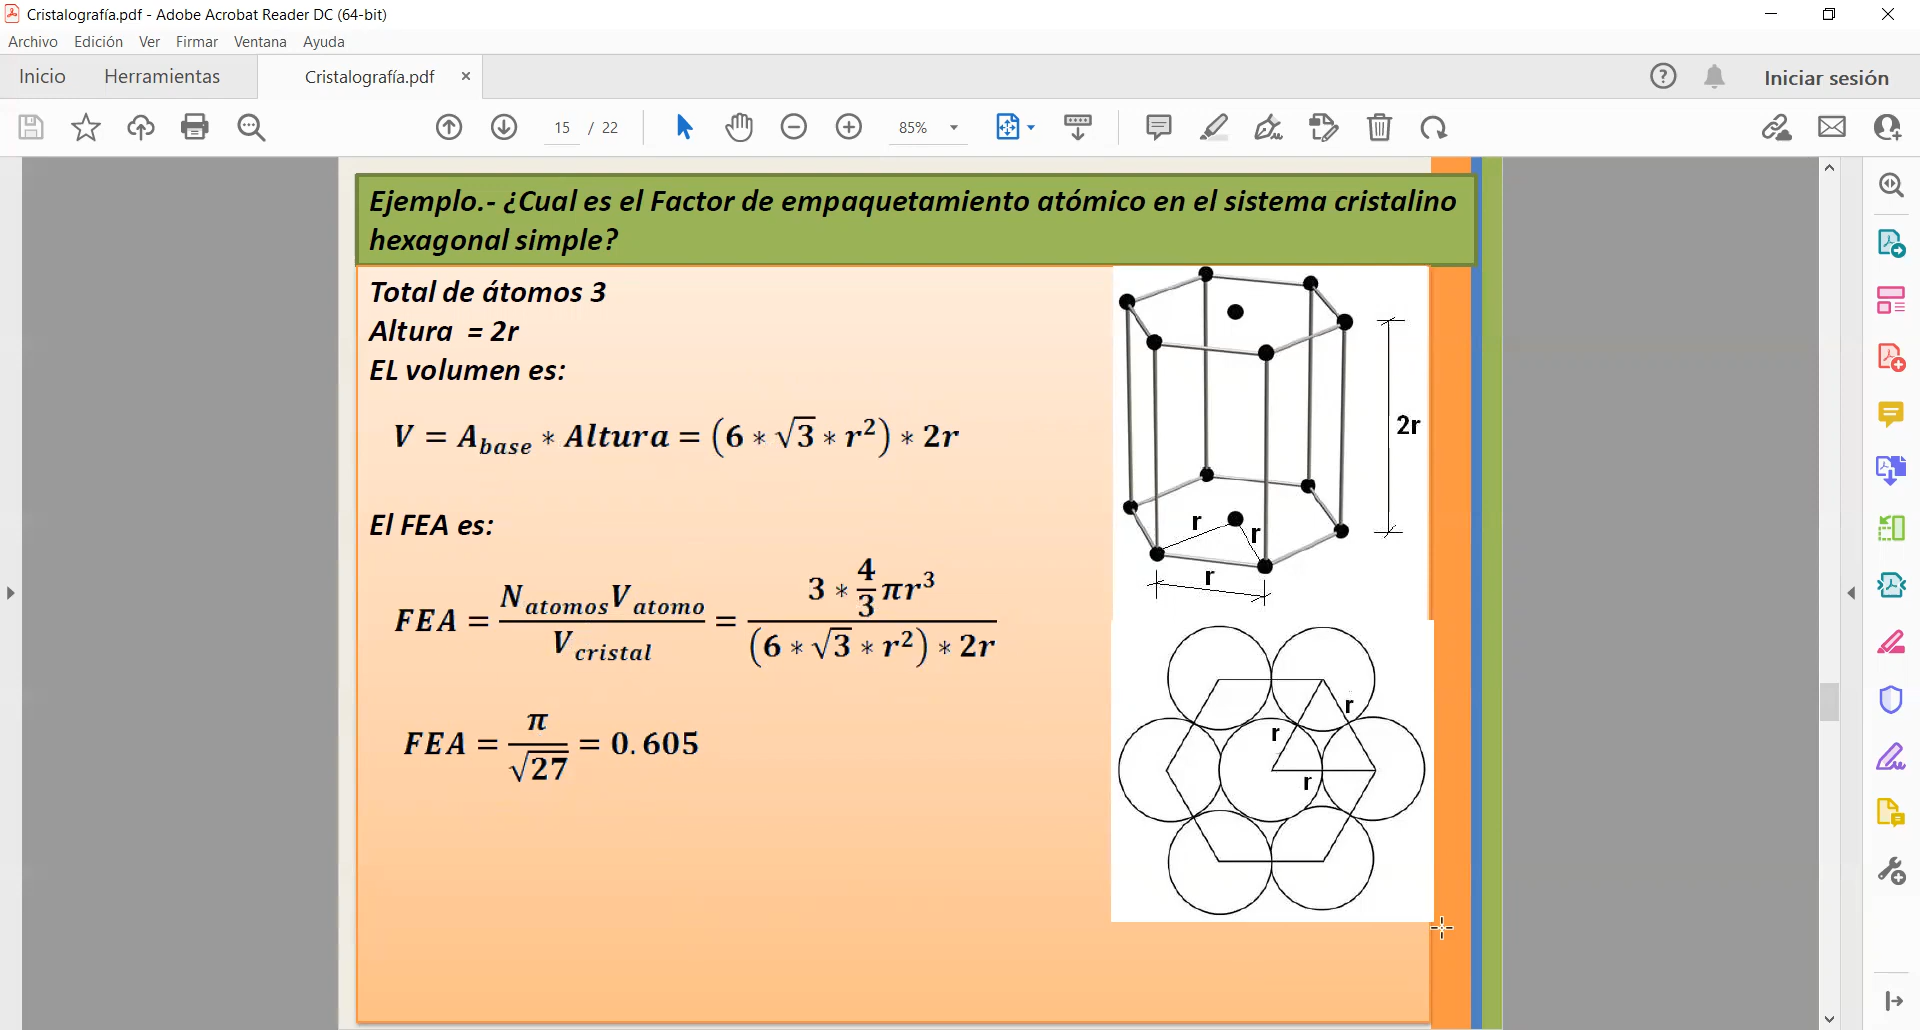 Cristalografía.pdf - Adobe Acrobat Reader DC (64-bit)
Archivo Edición Ver Firmar Ventana Ayuda
Inicio Herramientas Cristalografía.pdf × Iniciar sesión
15 / 22 85%
Ejemplo.- ¿Cual es el Factor de empaquetamiento atómico en el sistema cristalino
hexagonal simple?
Total de átomos 3
Altura = 2r
EL volumen es:
V = A_base * Altura = (6 * √3 * r²) * 2r
El FEA es:
FEA = N_atomos V_atomo / V_cristal = 3 * 4/3 πr³ / (6 * √3 * r²) * 2r
FEA = π / √27 = 0.605
2r
r
r
r
r
r
r